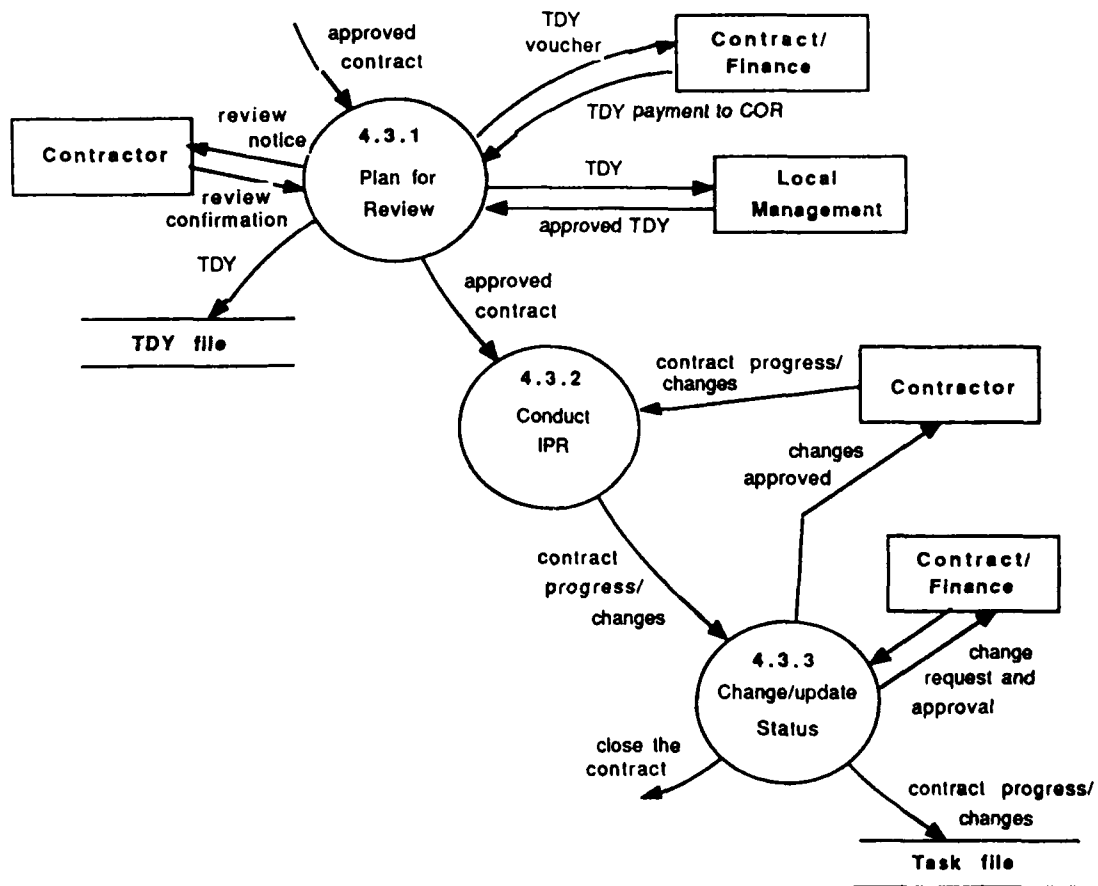 approved
contract
TDY
voucher
Contract/
Finance
TDY payment to COR
review
notice
Contractor
review
confirmation
4.3.1
Plan for
Review
TDY
Local
Management
approved TDY
TDY
TDY file
approved
contract
4.3.2
Conduct
IPR
contract progress/
changes
Contractor
changes
approved
contract
progress/
changes
Contract/
Finance
change
request and
approval
4.3.3
Change/update
Status
close the
contract
contract progress/
changes
Task file